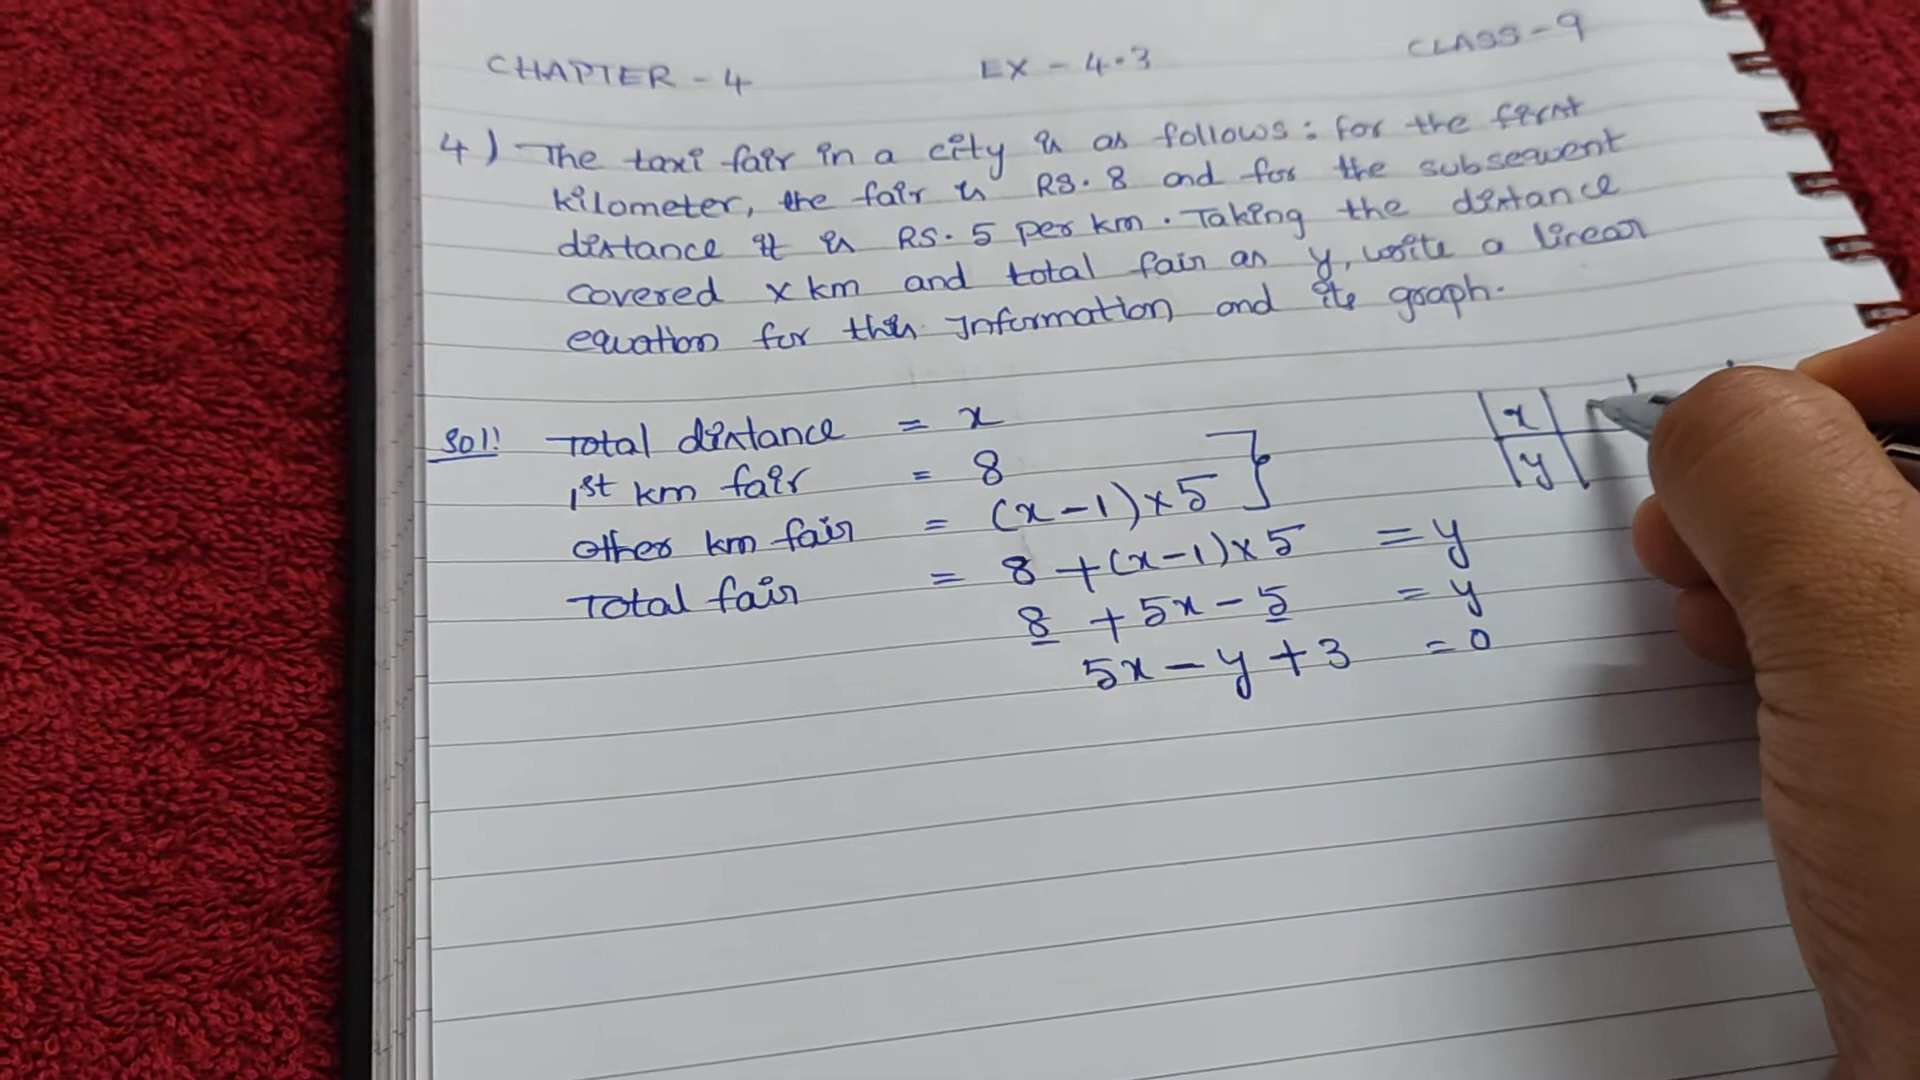 CHAPTER - 4 EX - 4.3 CLASS - 9
4) The taxi fair in a city is as follows : for the first
kilometer, the fair is RS. 8 and for the subsequent
distance it is RS. 5 per km. Taking the distance
covered x km and total fair as y, write a linear
equation for this Information and its graph.
Sol! Total distance = x
1st km fair = 8
other km fair = (x-1)×5
Total fair = 8 +(x-1)×5 = y
8 + 5x - 5 = y
5x - y + 3 = 0
x
y